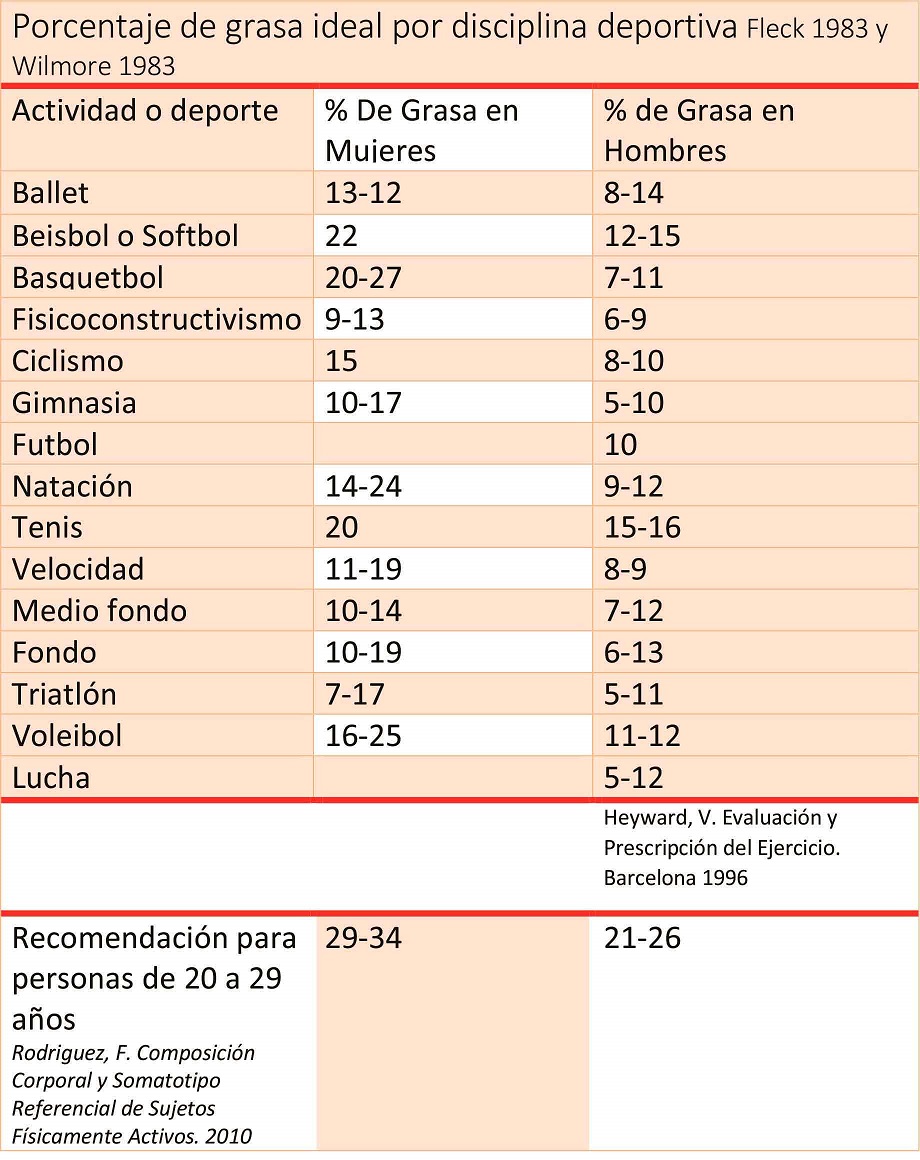 Porcentaje de grasa ideal por disciplina deportiva Fleck 1983 y
Wilmore 1983
Actividad o deporte % De Grasa en Mujeres % de Grasa en Hombres
Ballet 13-12 8-14
Beisbol o Softbol 22 12-15
Basquetbol 20-27 7-11
Fisicoconstructivismo 9-13 6-9
Ciclismo 15 8-10
Gimnasia 10-17 5-10
Futbol 10
Natación 14-24 9-12
Tenis 20 15-16
Velocidad 11-19 8-9
Medio fondo 10-14 7-12
Fondo 10-19 6-13
Triatlón 7-17 5-11
Voleibol 16-25 11-12
Lucha 5-12
Heyward, V. Evaluación y
Prescripción del Ejercicio.
Barcelona 1996
Recomendación para 29-34 21-26
personas de 20 a 29
años
Rodriguez, F. Composición
Corporal y Somatotipo
Referencial de Sujetos
Físicamente Activos. 2010